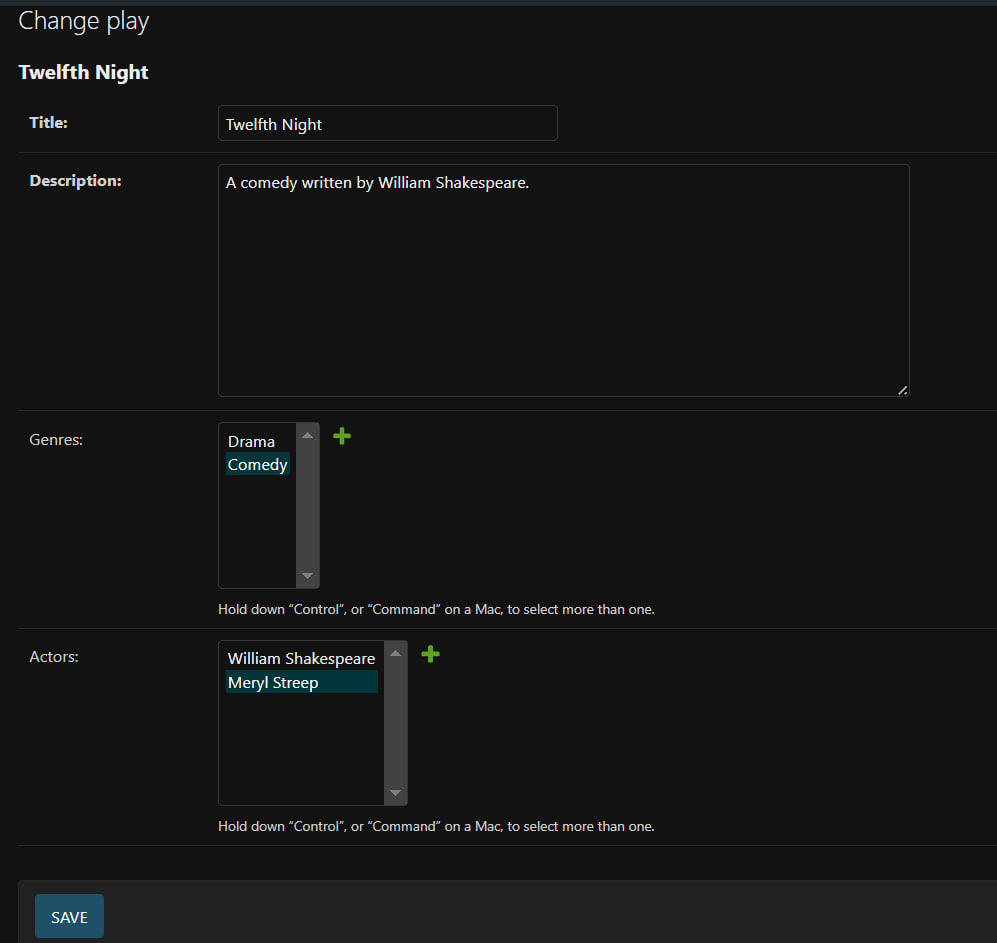 Change play
Twelfth Night
Title:
Twelfth Night
Description:
A comedy written by William Shakespeare.
Genres:
Drama
Comedy
Hold down “Control”, or “Command” on a Mac, to select more than one.
Actors:
William Shakespeare
Meryl Streep
Hold down “Control”, or “Command” on a Mac, to select more than one.
SAVE